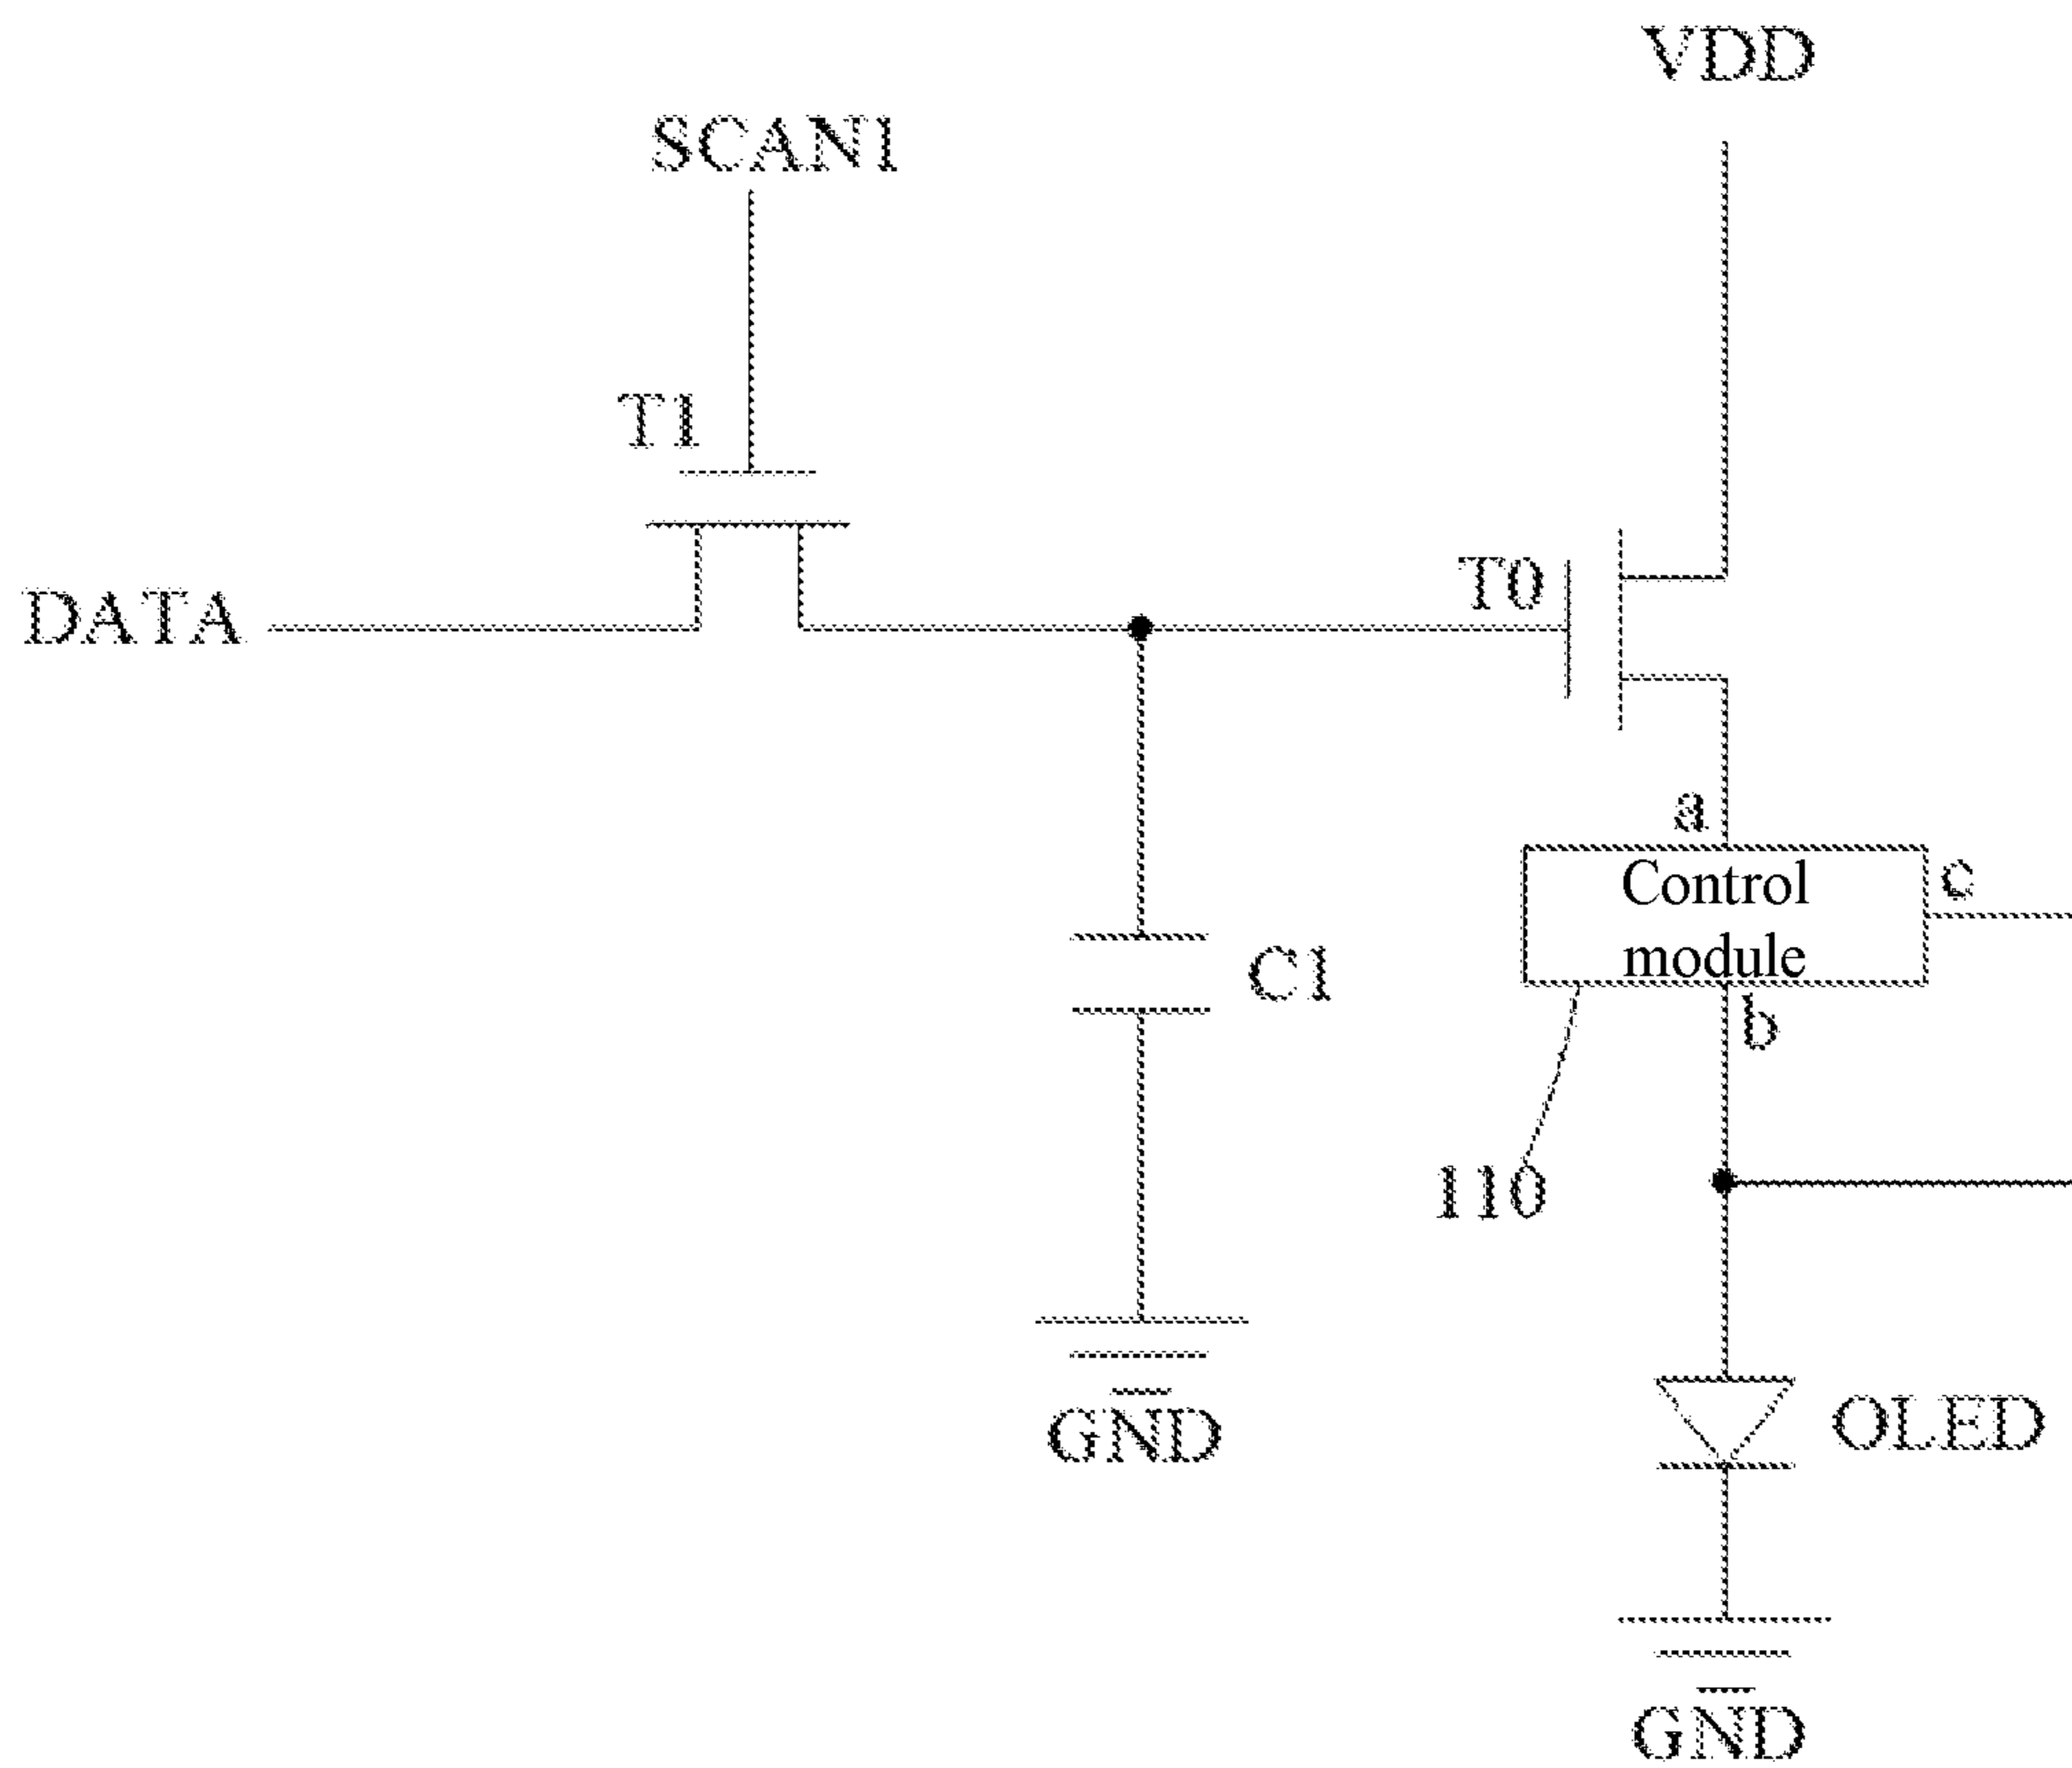 VDD
SCAN1
T1
T0
DATA
a
Control
module
c
C1
b
110
OLED
GND
GND